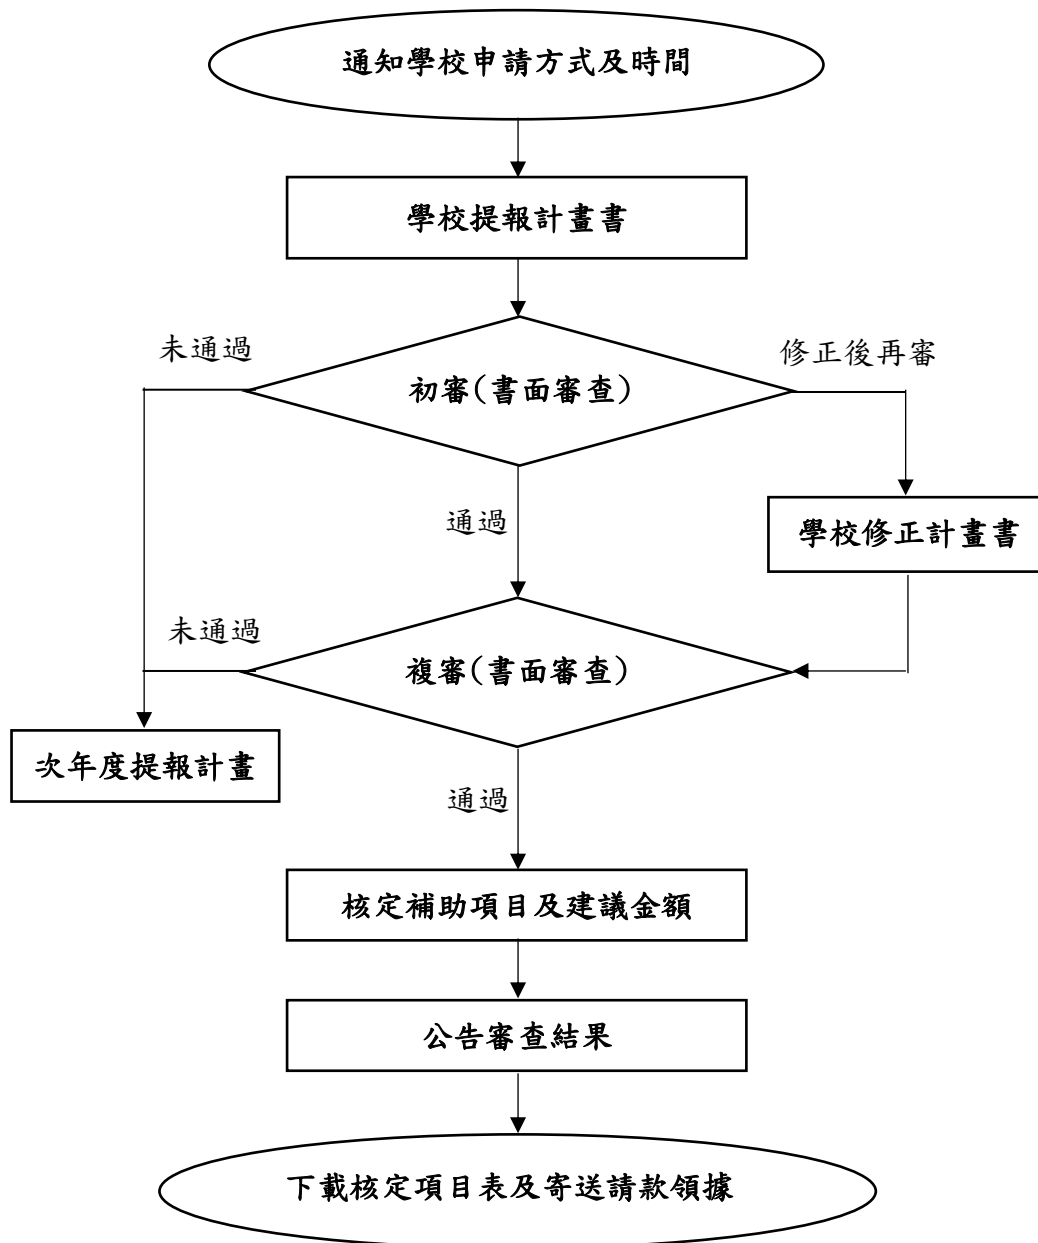 通知學校申請方式及時間
學校提報計畫書
未通過
修正後再審
初審(書面審查)
通過
學校修正計畫書
未通過
複審(書面審查)
次年度提報計畫
通過
核定補助項目及建議金額
公告審查結果
下載核定項目表及寄送請款領據